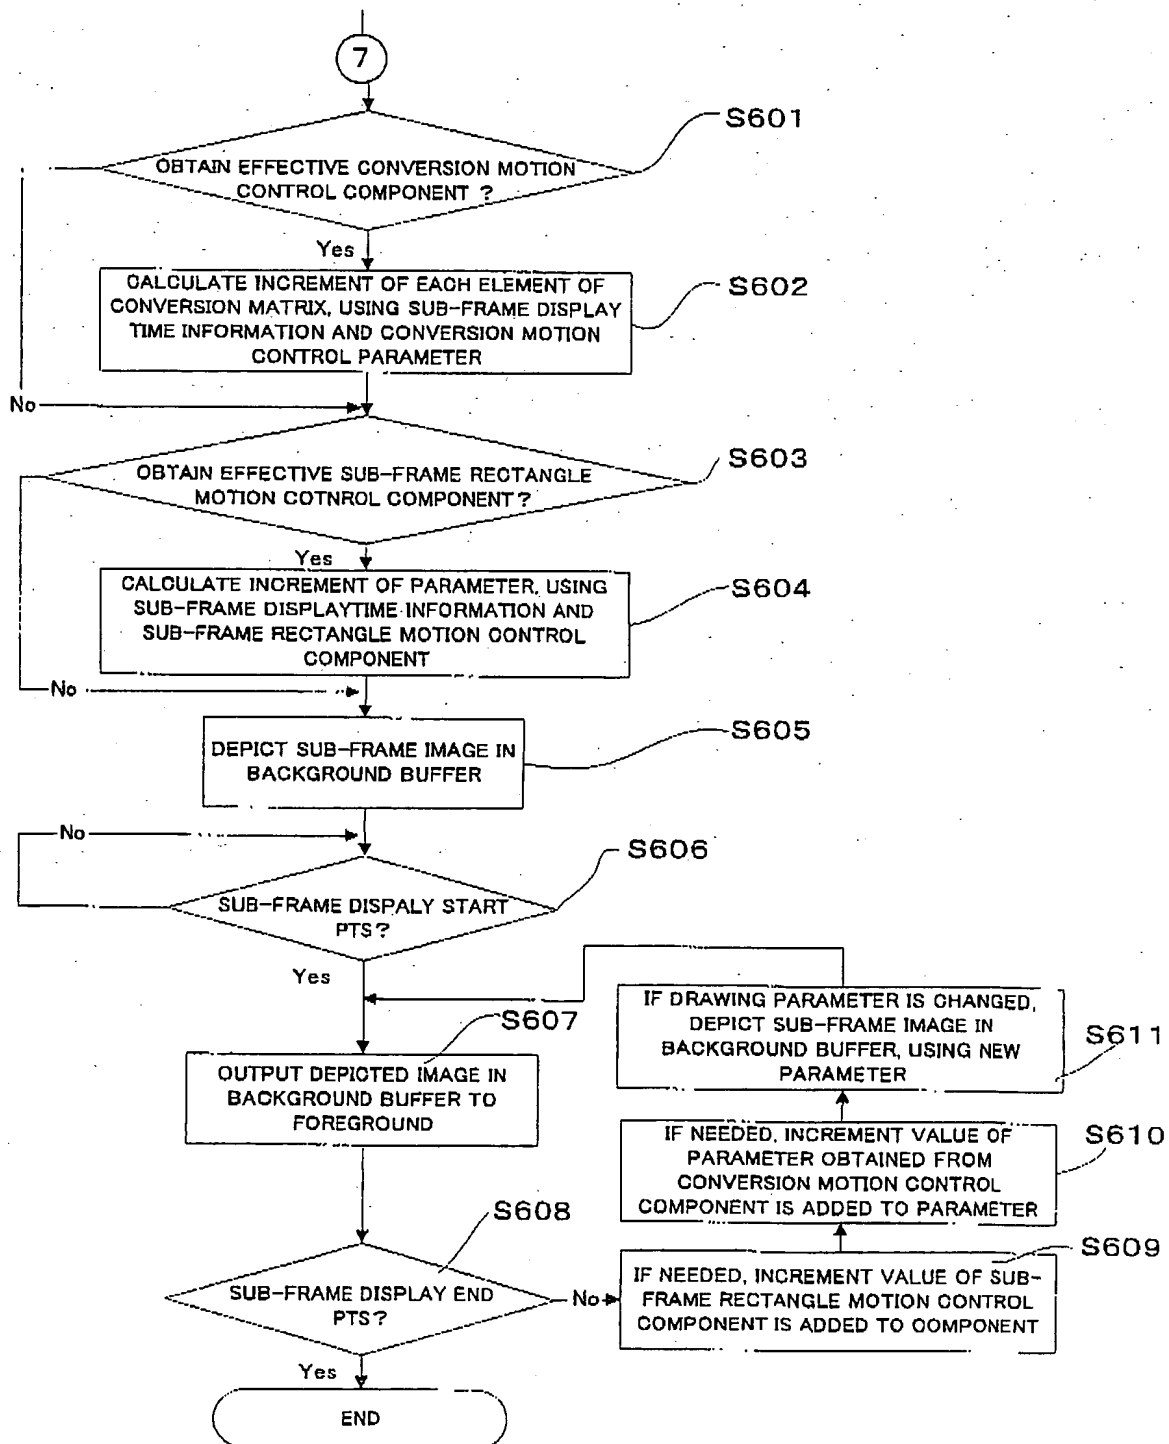 7
S601
OBTAIN EFFECTIVE CONVERSION MOTION
CONTROL COMPONENT ?
Yes
CALCULATE INCREMENT OF EACH ELEMENT OF
CONVERSION MATRIX, USING SUB-FRAME DISPLAY
TIME INFORMATION AND CONVERSION MOTION
CONTROL PARAMETER
S602
No
OBTAIN EFFECTIVE SUB-FRAME RECTANGLE
MOTION COTNROL COMPONENT?
S603
Yes
CALCULATE INCREMENT OF PARAMETER, USING
SUB-FRAME DISPLAYTIME INFORMATION AND
SUB-FRAME RECTANGLE MOTION CONTROL
COMPONENT
S604
No
DEPICT SUB-FRAME IMAGE IN
BACKGROUND BUFFER
S605
No
S606
SUB-FRAME DISPALY START
PTS?
Yes
S607
OUTPUT DEPICTED IMAGE IN
BACKGROUND BUFFER TO
FOREGROUND
S608
SUB-FRAME DISPLAY END
PTS?
No
Yes
END
IF DRAWING PARAMETER IS CHANGED,
DEPICT SUB-FRAME IMAGE IN
BACKGROUND BUFFER, USING NEW
PARAMETER
S611
IF NEEDED, INCREMENT VALUE OF
PARAMETER OBTAINED FROM
CONVERSION MOTION CONTROL
COMPONENT IS ADDED TO PARAMETER
S610
S609
IF NEEDED, INCREMENT VALUE OF SUB-
FRAME RECTANGLE MOTION CONTROL
COMPONENT IS ADDED TO COMPONENT